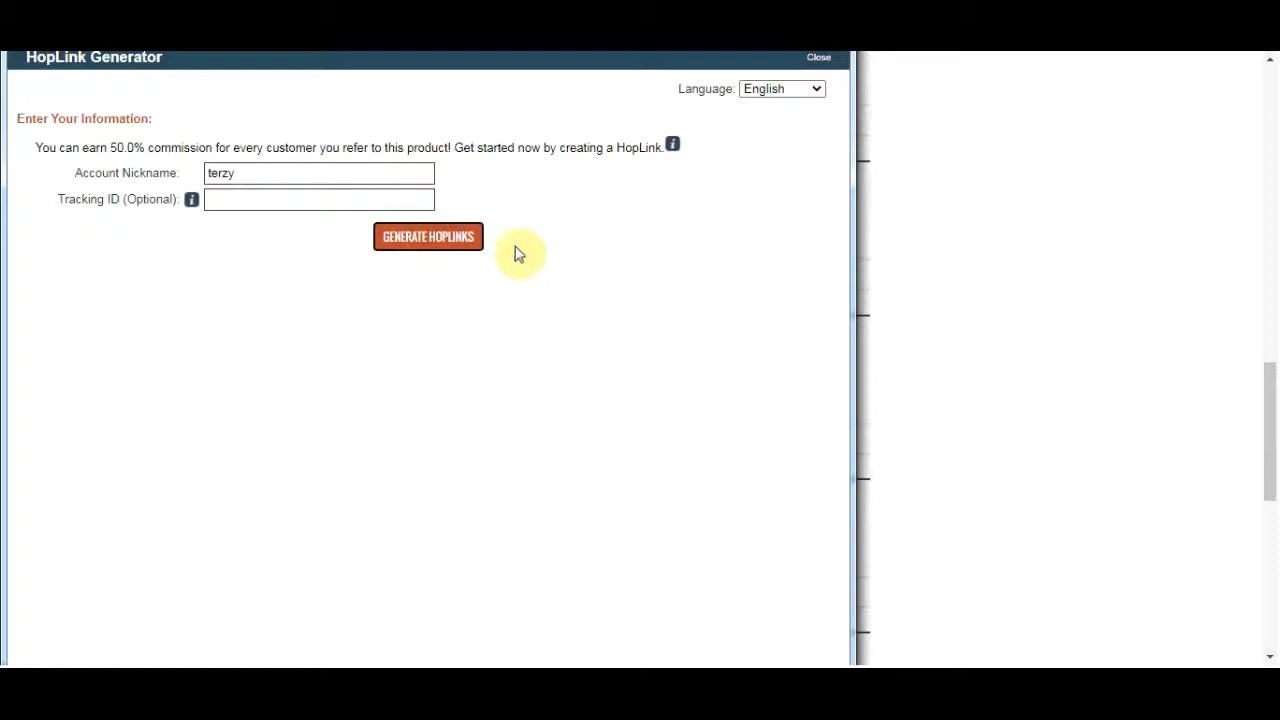 HopLink Generator
Close
Language: English
Enter Your Information:
You can earn 50.0% commission for every customer you refer to this product! Get started now by creating a HopLink. i
Account Nickname: terzy
Tracking ID (Optional): i
GENERATE HOPLINKS